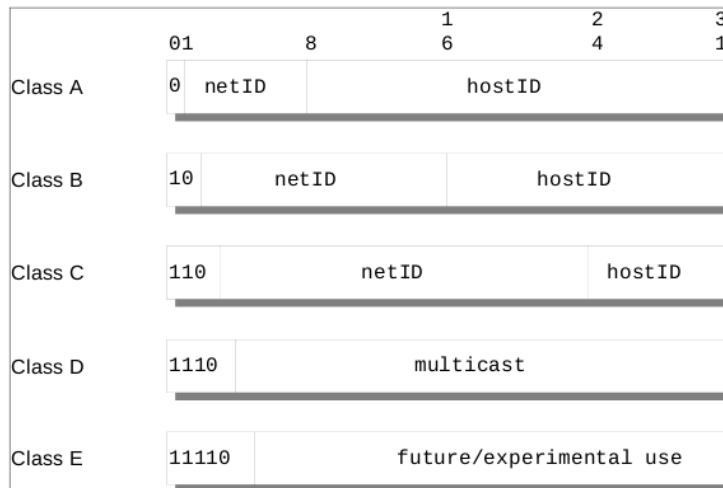 1 2 3
01 8 6 4 1
Class A 0 netID hostID
Class B 10 netID hostID
Class C 110 netID hostID
Class D 1110 multicast
Class E 11110 future/experimental use